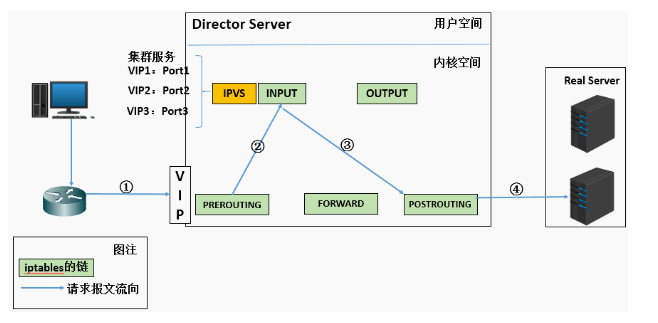 Director Server
用户空间
集群服务
VIP1：Port1
VIP2：Port2
VIP3：Port3
内核空间
IPVS
INPUT
OUTPUT
Real Server
②
③
①
④
V
I
P
PREROUTING
FORWARD
POSTROUTING
图注
iptables的链
请求报文流向